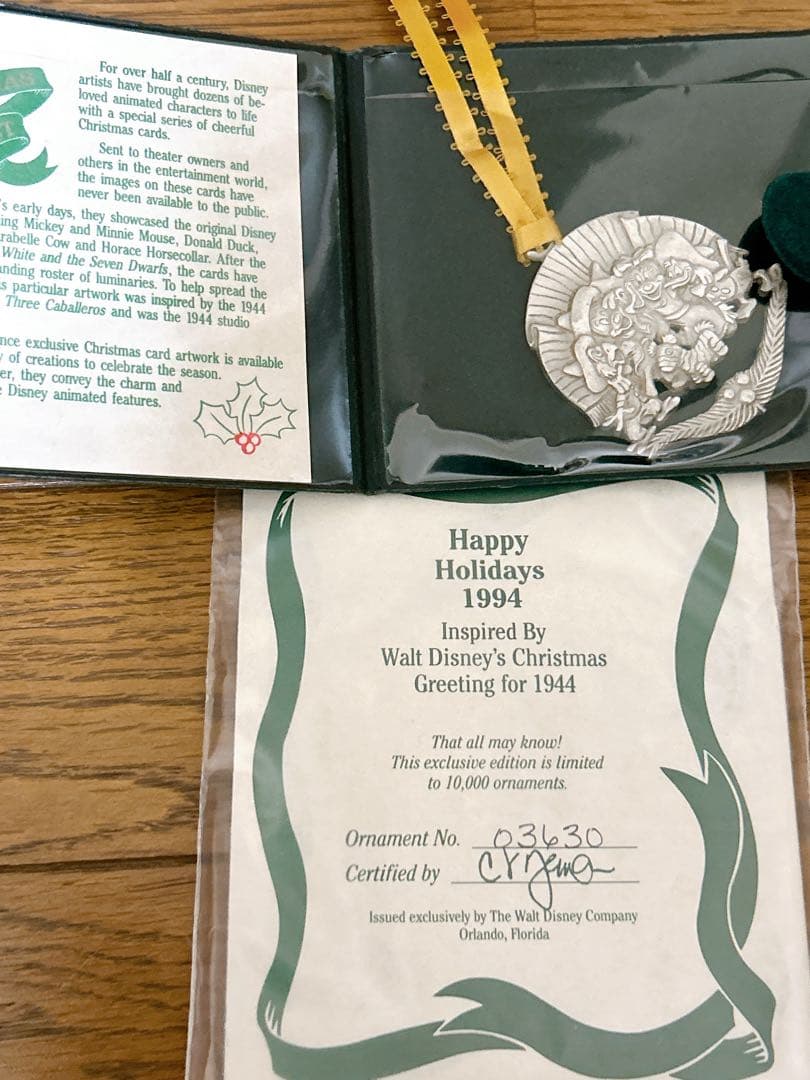 AS
T
For over half a century, Disney
artists have brought dozens of be-
loved animated characters to life
with a special series of cheerful
Christmas cards.
Sent to theater owners and
others in the entertainment world,
the images on these cards have
never been available to the public.
's early days, they showcased the original Disney
ing Mickey and Minnie Mouse, Donald Duck,
rabelle Cow and Horace Horsecollar. After the
White and the Seven Dwarfs, the cards have
nding roster of luminaries. To help spread the
s particular artwork was inspired by the 1944
Three Caballeros and was the 1944 studio
nce exclusive Christmas card artwork is available
y of creations to celebrate the season.
er, they convey the charm and
Disney animated features.
Happy
Holidays
1994
Inspired By
Walt Disney's Christmas
Greeting for 1944
That all may know!
This exclusive edition is limited
to 10,000 ornaments.
Ornament No. 03630
Certified by
Issued exclusively by The Walt Disney Company
Orlando, Florida